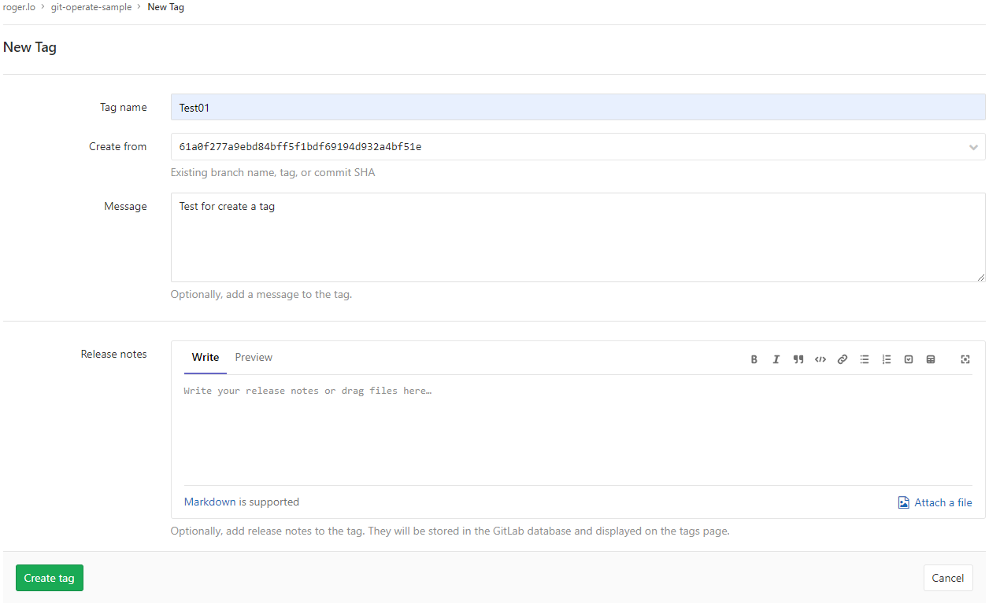 roger.lo > git-operate-sample > New Tag
New Tag
Tag name
Test01
Create from
61a0f277a9ebd84bff5f1bdf69194d932a4bf51e
Existing branch name, tag, or commit SHA
Message
Test for create a tag
Optionally, add a message to the tag.
Release notes
Write Preview
Write your release notes or drag files here…
Markdown is supported
Attach a file
Optionally, add release notes to the tag. They will be stored in the GitLab database and displayed on the tags page.
Create tag
Cancel